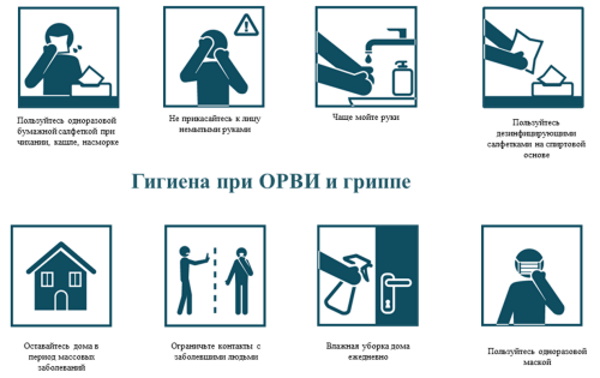 Пользуйтесь одноразовой
бумажной салфеткой при
чихании, кашле, насморке
Не прикасайтесь к лицу
немытыми руками
Чаще мойте руки
Пользуйтесь
дезинфицирующими
салфетками на спиртовой
основе
Гигиена при ОРВИ и гриппе
Оставайтесь дома в
период массовых
заболеваний
Ограничьте контакты с
заболевшими людьми
Влажная уборка дома
ежедневно
Пользуйтесь одноразовой
маской